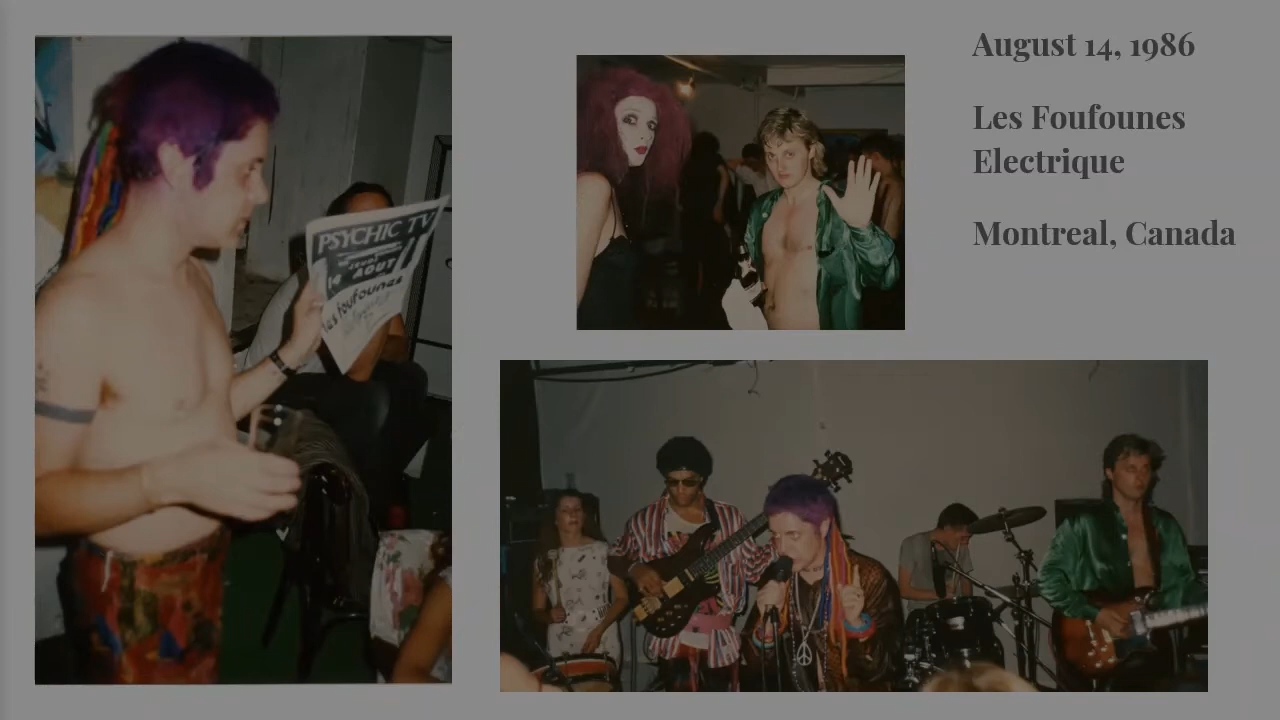 August 14, 1986
Les Foufounes
Electrique
Montreal, Canada
PSYCHIC TV
14 AOUT
les foufounes